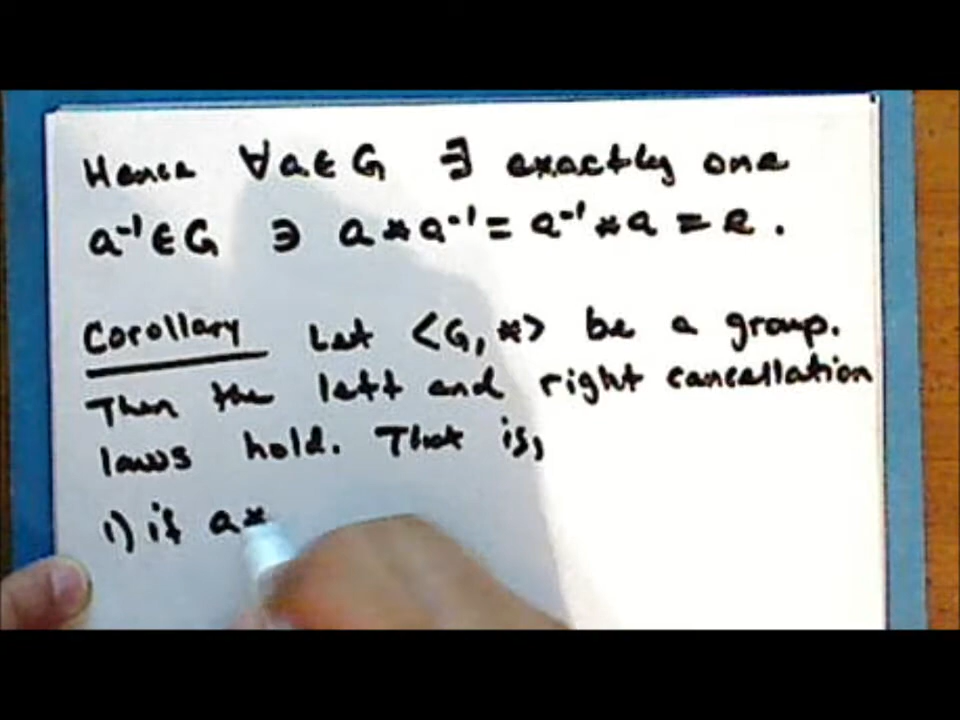 Hence ∀a∈G ∃ exactly one
a⁻¹∈G ∋ a*a⁻¹=a⁻¹*a=e.
Corollary Let <G,*> be a group.
Then the left and right cancellation
laws hold. That is,
1) if a*